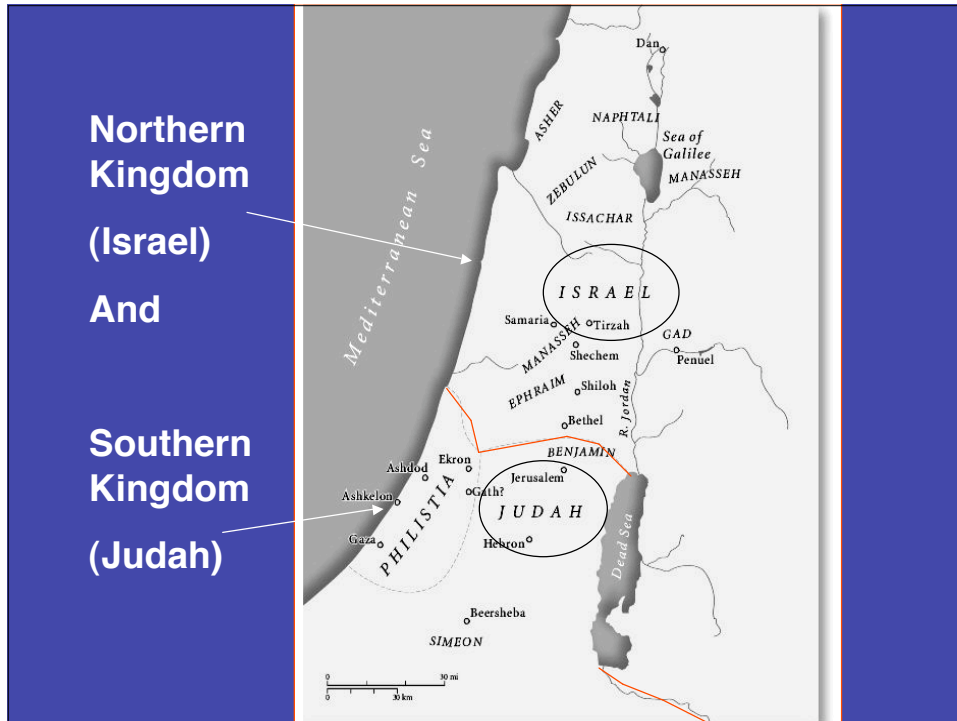 Northern
Kingdom
(Israel)
And
Southern
Kingdom
(Judah)
Mediterranean Sea
Dan
ASHER
NAPHTALI
Sea of
Galilee
MANASSEH
ZEBULUN
ISSACHAR
ISRAEL
Samaria
Tirzah
MANASSEH
GAD
Shechem
Penuel
EPHRAIM
Shiloh
R. Jordan
Bethel
BENJAMIN
Ekron
Ashdod
Jerusalem
Ashkelon
Gath?
PHILISTIA
JUDAH
Gaza
Hebron
Dead Sea
Beersheba
SIMEON
0 30 mi
0 30 km